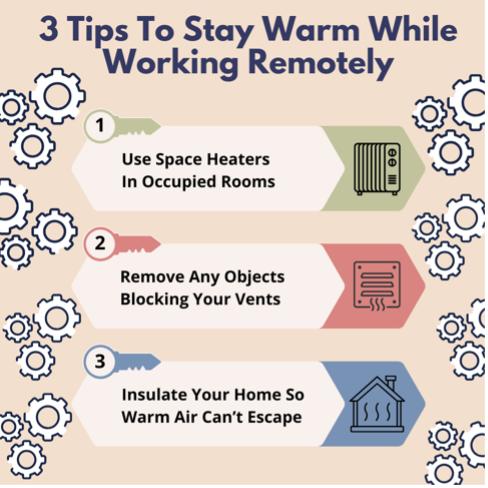 3 Tips To Stay Warm While
Working Remotely
1
Use Space Heaters
In Occupied Rooms
2
Remove Any Objects
Blocking Your Vents
3
Insulate Your Home So
Warm Air Can't Escape